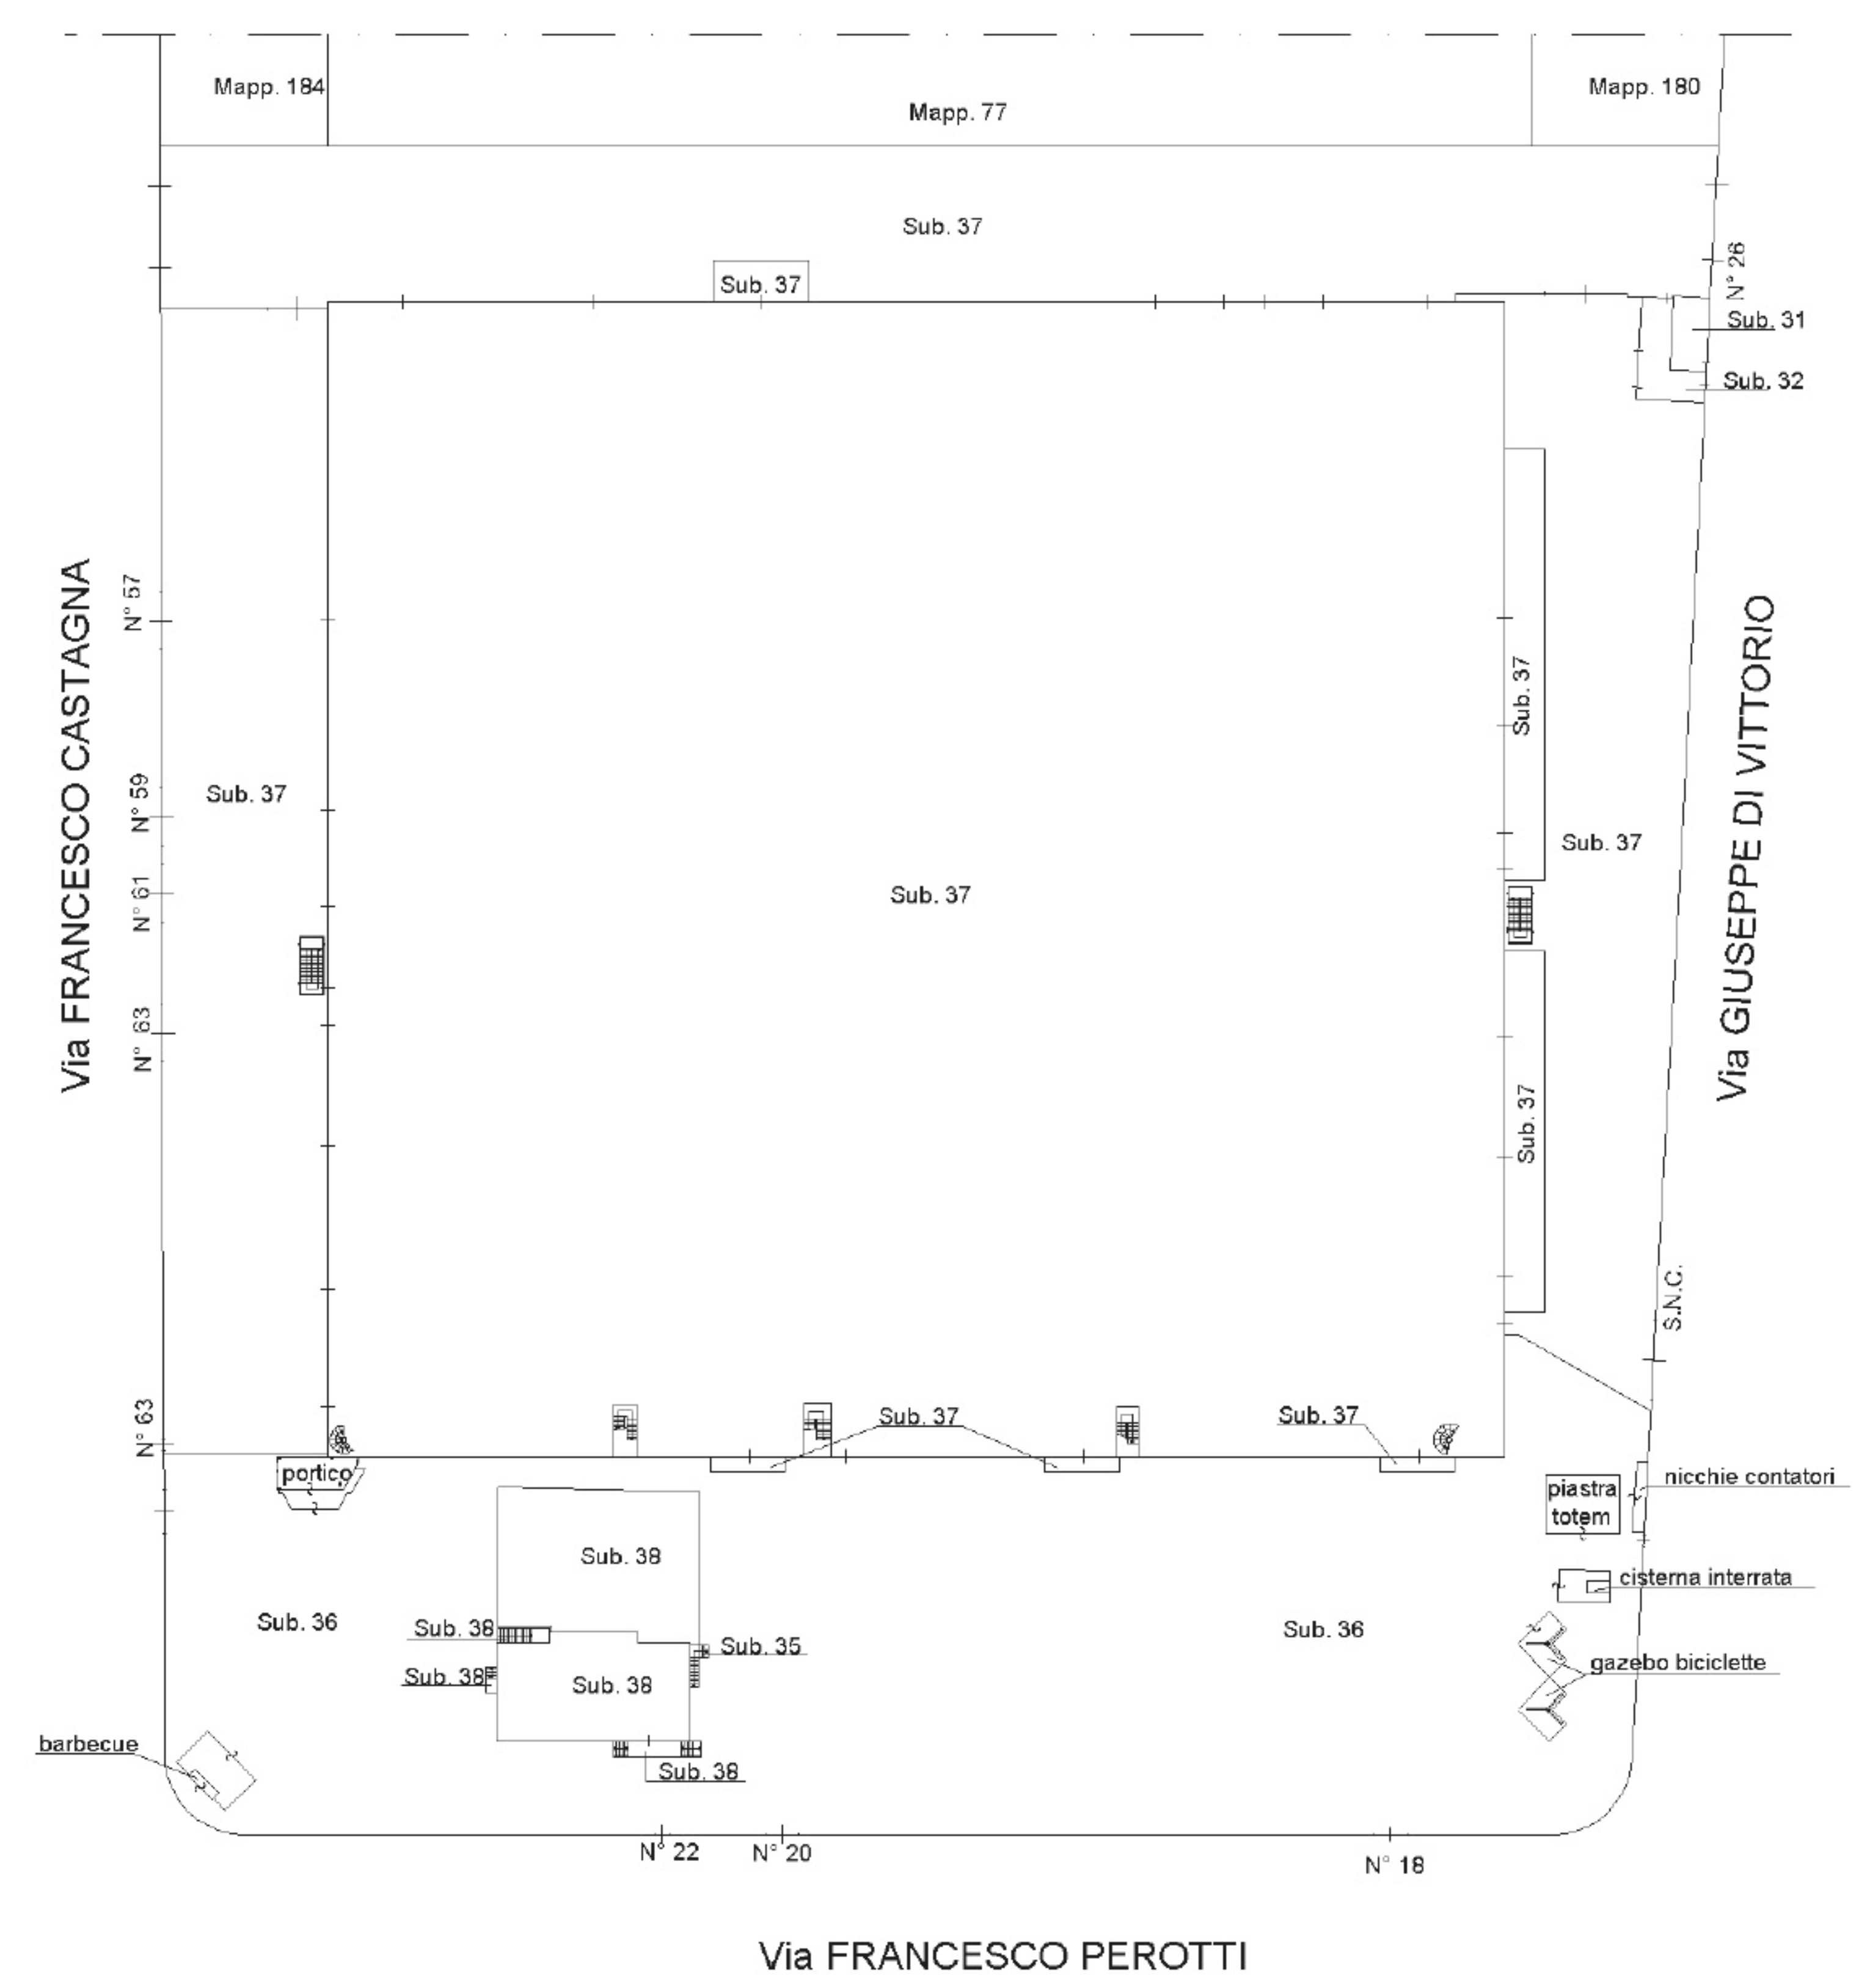 Mapp. 184
Mapp. 180
Mapp. 77
Sub. 37
N° 26
Sub. 37
Sub. 31
Sub. 32
N° 57
Via FRANCESCO CASTAGNA
Via GIUSEPPE DI VITTORIO
Sub. 37
N° 59
Sub. 37
Sub. 37
N° 61
Sub. 37
N° 63
Sub. 37
S.N.C.
N° 63
Sub. 37
Sub. 37
portico
piastra
totem
nicchie contatori
Sub. 38
cisterna interrata
Sub. 36
Sub. 38
Sub. 35
Sub. 36
Sub. 38
Sub. 38
gazebo biciclette
barbecue
Sub. 38
N° 22
N° 20
N° 18
Via FRANCESCO PEROTTI